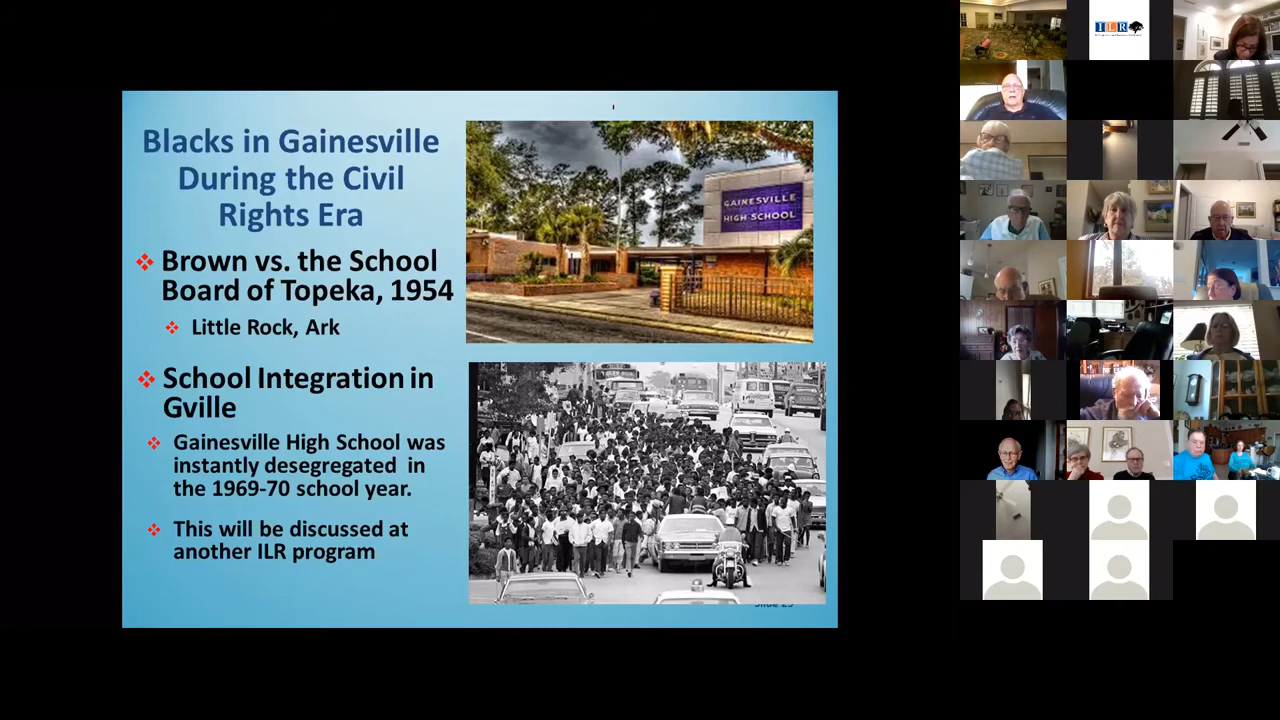 Blacks in Gainesville
During the Civil
Rights Era
Brown vs. the School
Board of Topeka, 1954
Little Rock, Ark
School Integration in
Gville
Gainesville High School was
instantly desegregated in
the 1969-70 school year.
This will be discussed at
another ILR program
GAINESVILLE
HIGH SCHOOL
ILR